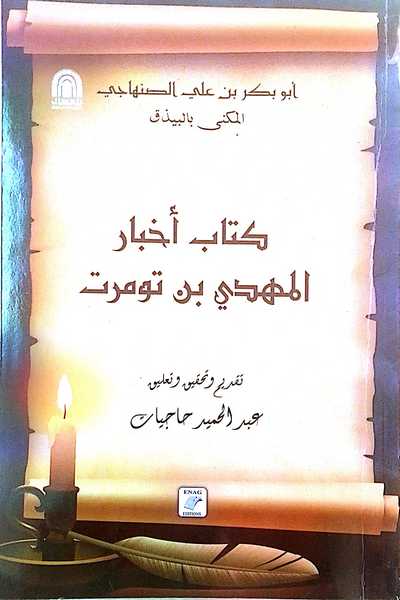 أبو بكر بن علي الصنهاجي
المكنى بالبيذق
كتاب أخبار
المهدي بن تومرت
تقديم وتحقيق وتعليق
عبد الحميد حاجيات
ENAG
EDITIONS